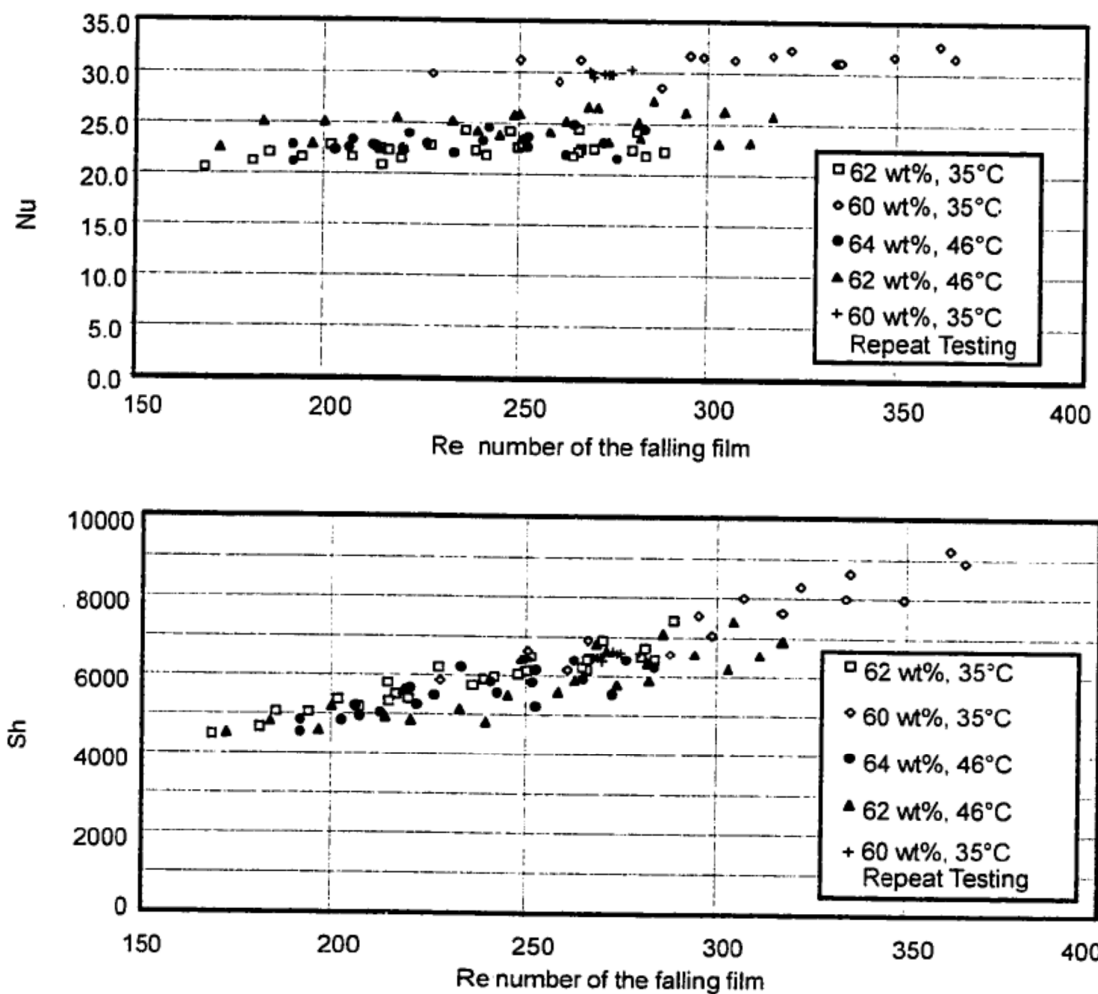 35.0
30.0
25.0
20.0
15.0
10.0
5.0
0.0
Nu
62 wt%, 35°C
60 wt%, 35°C
64 wt%, 46°C
62 wt%, 46°C
60 wt%, 35°C
Repeat Testing
150 200 250 300 350 400
Re number of the falling film
10000
8000
6000
4000
2000
0
Sh
62 wt%, 35°C
60 wt%, 35°C
64 wt%, 46°C
62 wt%, 46°C
60 wt%, 35°C
Repeat Testing
150 200 250 300 350 400
Re number of the falling film